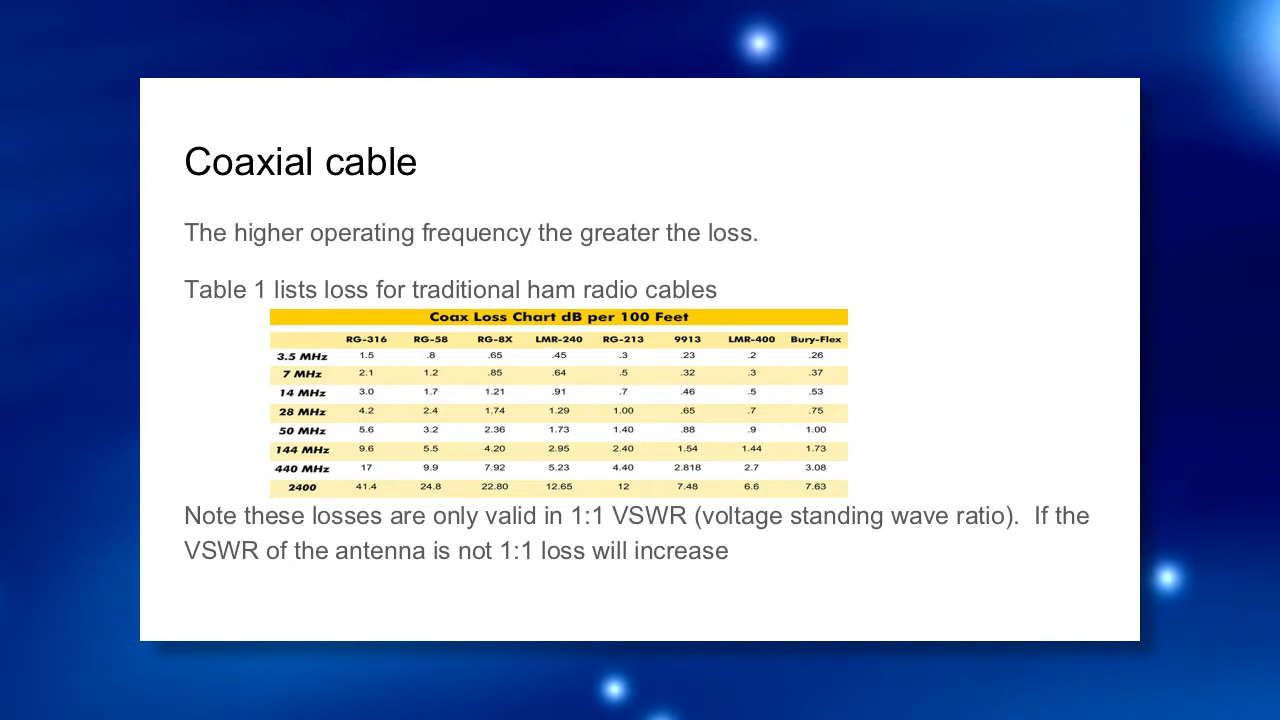 Coaxial cable
The higher operating frequency the greater the loss.
Table 1 lists loss for traditional ham radio cables
Coax Loss Chart dB per 100 Feet
RG-316 RG-58 RG-8X LMR-240 RG-213 9913 LMR-400 Bury-Flex
3.5 MHz 1.5 .8 .65 .45 .3 .23 .2 .26
7 MHz 2.1 1.2 .85 .64 .5 .32 .3 .37
14 MHz 3.0 1.7 1.21 .91 .7 .46 .5 .53
28 MHz 4.2 2.4 1.74 1.29 1.00 .65 .7 .75
50 MHz 5.6 3.2 2.36 1.73 1.40 .88 .9 1.00
144 MHz 9.6 5.5 4.20 2.95 2.40 1.54 1.44 1.73
440 MHz 17 9.9 7.92 5.23 4.40 2.818 2.7 3.08
2400 41.4 24.8 22.80 12.65 12 7.48 6.6 7.63
Note these losses are only valid in 1:1 VSWR (voltage standing wave ratio).  If the
VSWR of the antenna is not 1:1 loss will increase